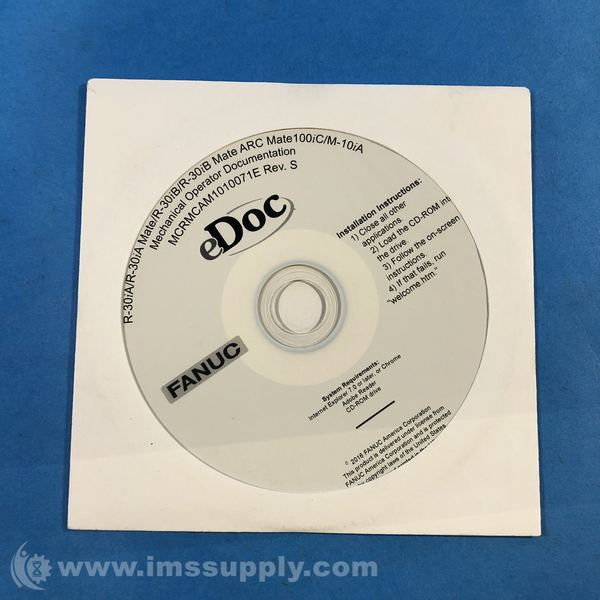 R-30iA/R-30iA Mate/R-30iB/R-30iB Mate ARC Mate100iC/M-10iA
Mechanical Operator Documentation
MCRMCAM1010071E Rev. S
eDoc
Installation Instructions:
1) Close all other
applications.
2) Load the CD-ROM int
the drive.
3) Follow the on-screen
instructions.
4) If that fails, run
"welcome.htm."
FANUC
System Requirements:
Internet Explorer 7.0 or later, or Chrome
Adobe Reader
CD-ROM drive
© 2016 FANUC America Corporation
This product is delivered under license from
FANUC America Corporation and is protected
copyright laws of the United States
www.imssupply.com